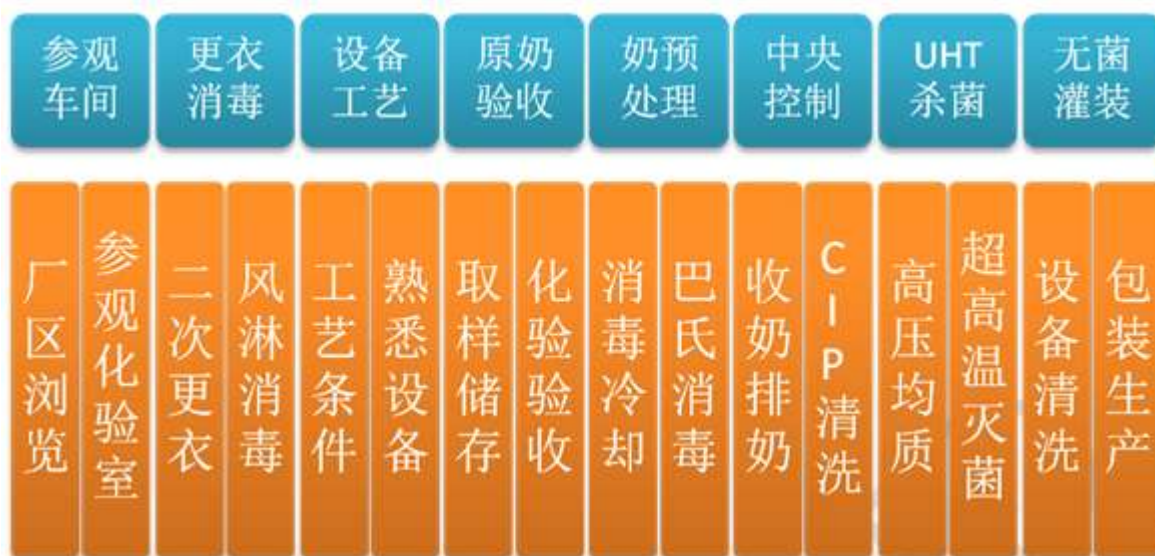 参观
车间
更衣
消毒
设备
工艺
原奶
验收
奶预
处理
中央
控制
UHT
杀菌
无菌
灌装
厂区浏览
参观化验室
二次更衣
风淋消毒
工艺条件
熟悉设备
取样储存
化验验收
消毒冷却
巴氏消毒
收奶排奶
CIP清洗
高压均质
超高温灭菌
设备清洗
包装生产